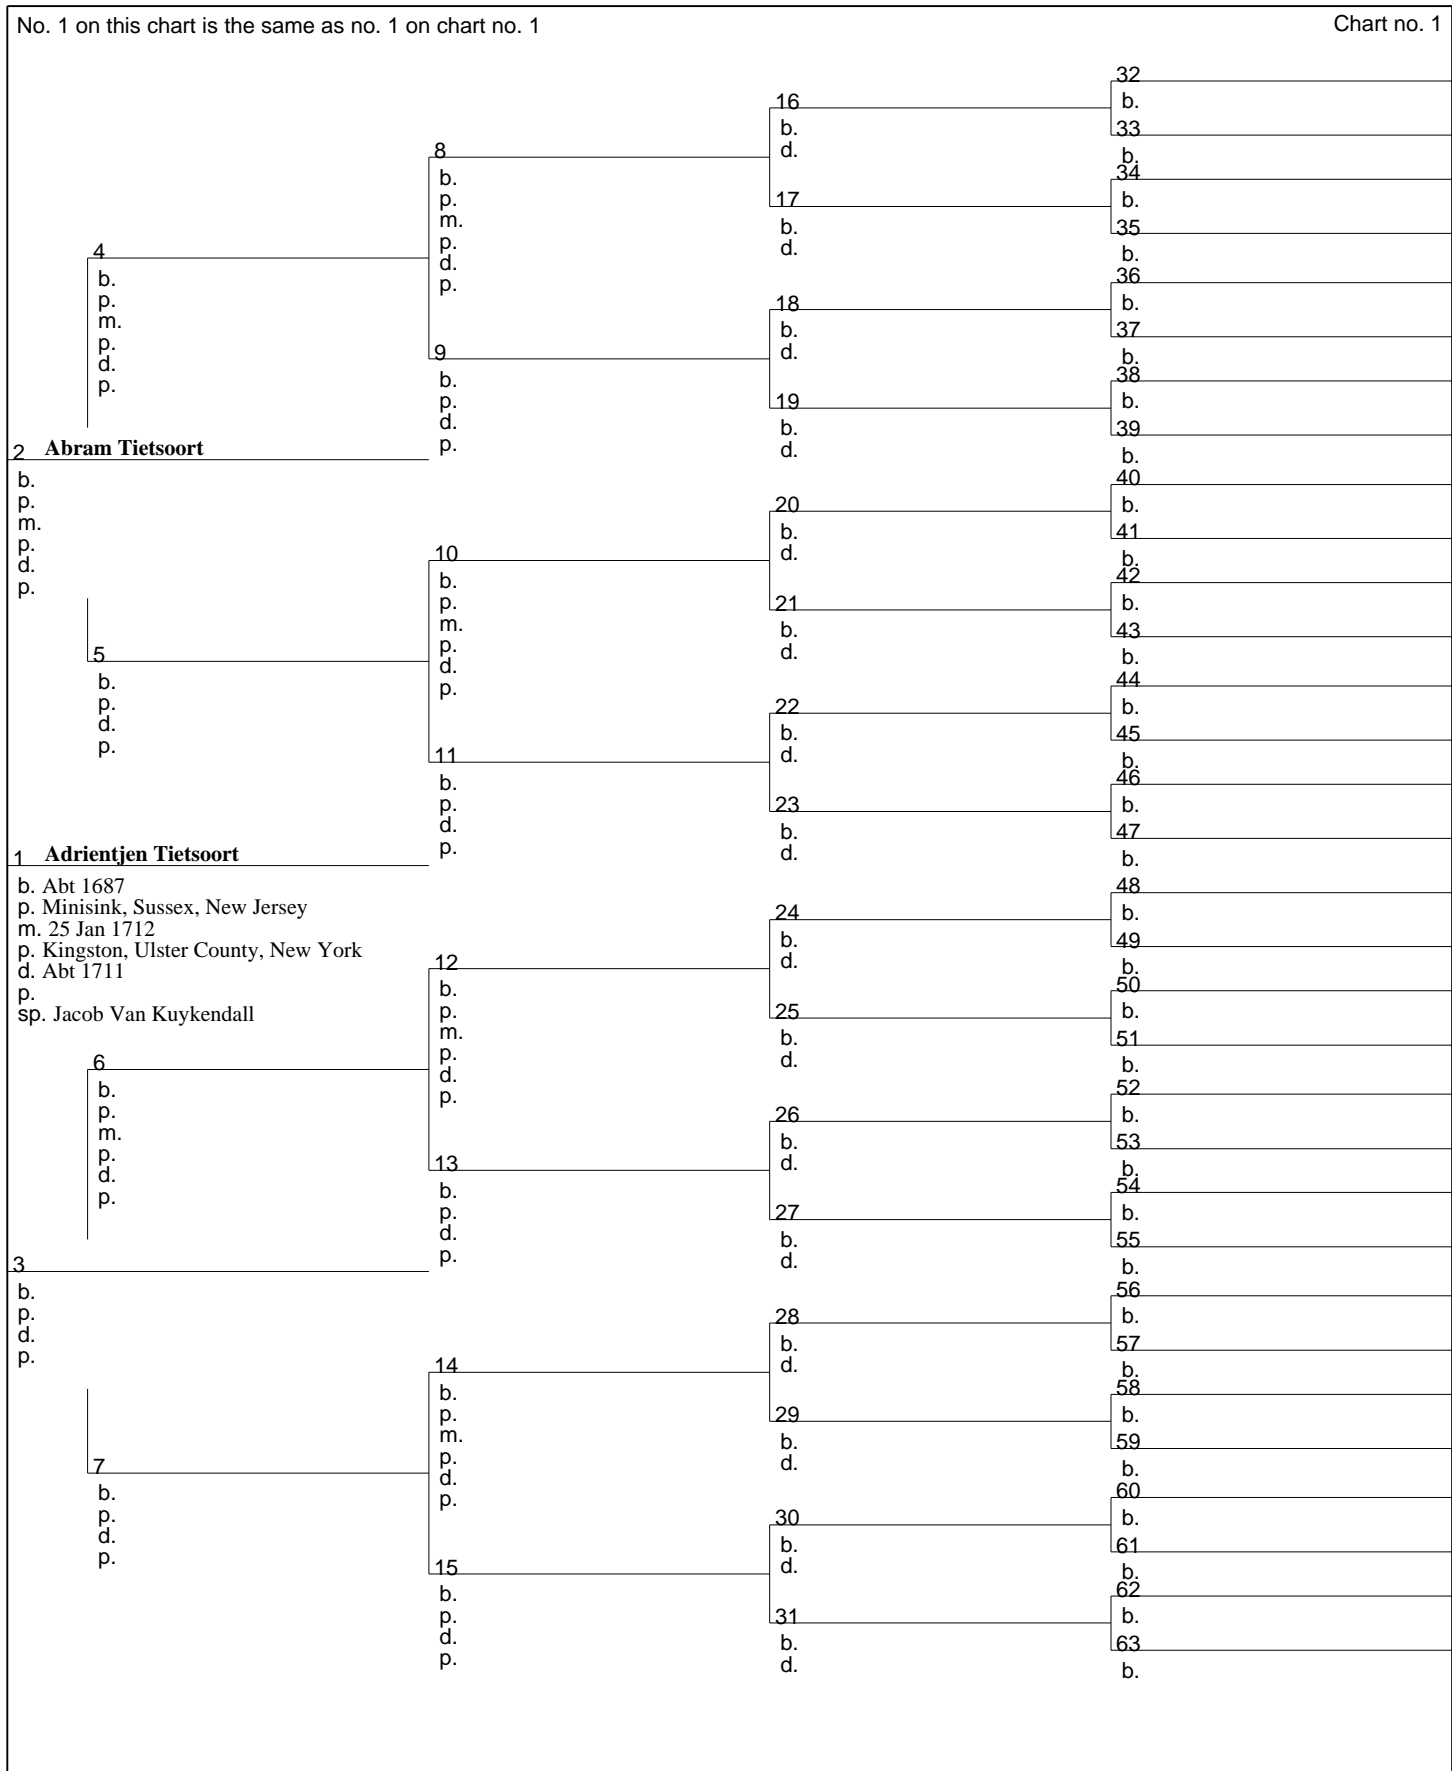 No. 1 on this chart is the same as no. 1 on chart no. 1
Chart no. 1
4
b.
p.
m.
p.
d.
p.
2 Abram Tietsoort
b.
p.
m.
p.
d.
p.
5
b.
p.
d.
p.
1 Adrientjen Tietsoort
b. Abt 1687
p. Minisink, Sussex, New Jersey
m. 25 Jan 1712
p. Kingston, Ulster County, New York
d. Abt 1711
p.
sp. Jacob Van Kuykendall
6
b.
p.
m.
p.
d.
p.
3
b.
p.
d.
p.
7
b.
p.
d.
p.
8
b.
p.
m.
p.
d.
p.
9
b.
p.
d.
p.
10
b.
p.
m.
p.
d.
p.
11
b.
p.
d.
p.
12
b.
p.
m.
p.
d.
p.
13
b.
p.
d.
p.
14
b.
p.
m.
p.
d.
p.
15
b.
p.
d.
p.
16
b.
d.
17
b.
d.
18
b.
d.
19
b.
d.
20
b.
d.
21
b.
d.
22
b.
d.
23
b.
d.
24
b.
d.
25
b.
d.
26
b.
d.
27
b.
d.
28
b.
d.
29
b.
d.
30
b.
d.
31
b.
d.
32
b.
33
b.
34
b.
35
b.
36
b.
37
b.
38
b.
39
b.
40
b.
41
b.
42
b.
43
b.
44
b.
45
b.
46
b.
47
b.
48
b.
49
b.
50
b.
51
b.
52
b.
53
b.
54
b.
55
b.
56
b.
57
b.
58
b.
59
b.
60
b.
61
b.
62
b.
63
b.